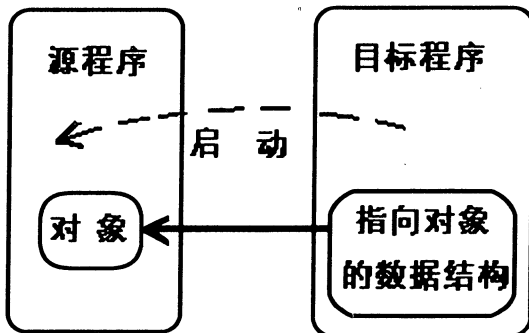 源程序
目标程序
启 动
对 象
指向对象
的数据结构